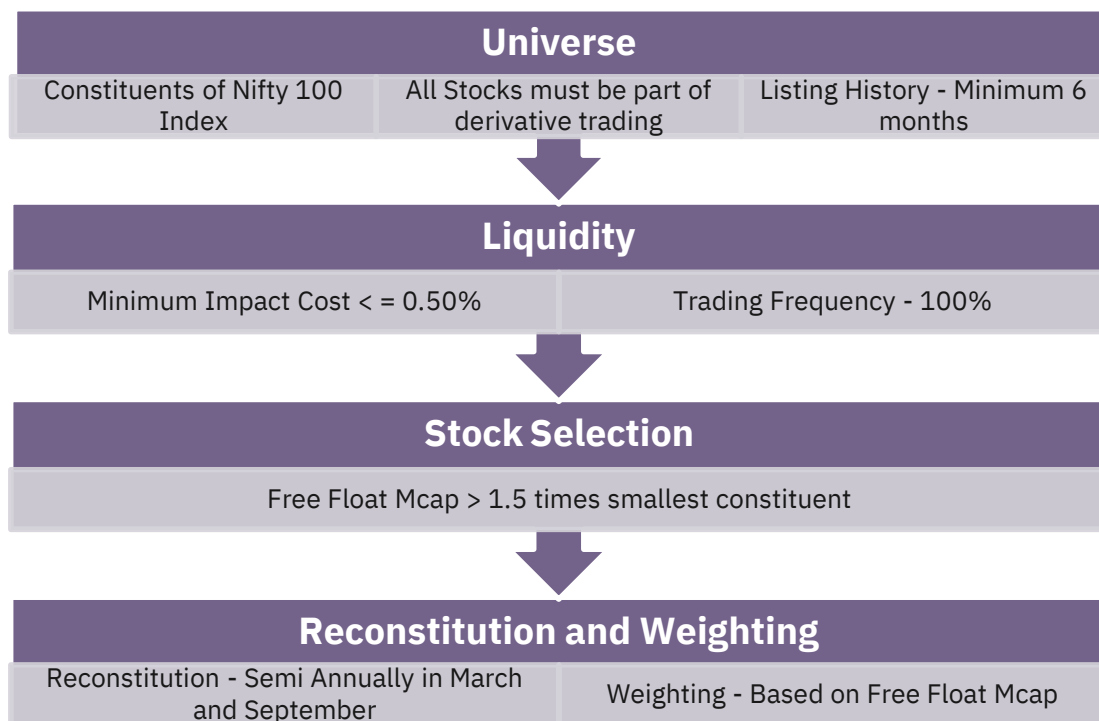 Universe
Constituents of Nifty 100
Index
All Stocks must be part of
derivative trading
Listing History - Minimum 6
months
Liquidity
Minimum Impact Cost < = 0.50%
Trading Frequency - 100%
Stock Selection
Free Float Mcap > 1.5 times smallest constituent
Reconstitution and Weighting
Reconstitution - Semi Annually in March
and September
Weighting - Based on Free Float Mcap